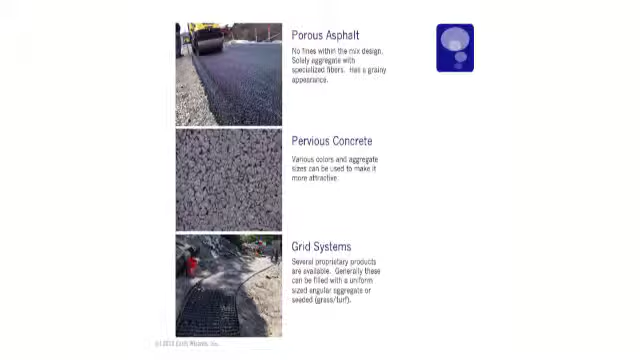 Porous Asphalt
No fines within the mix design.
Solely aggregate with
specialized fibers. Has a grainy
appearance.
Pervious Concrete
Various colors and aggregate
sizes can be used to make it
more attractive.
Grid Systems
Several proprietary products
are available. Generally these
can be filled with a uniform
sized angular aggregate or
seeded (grass/turf).